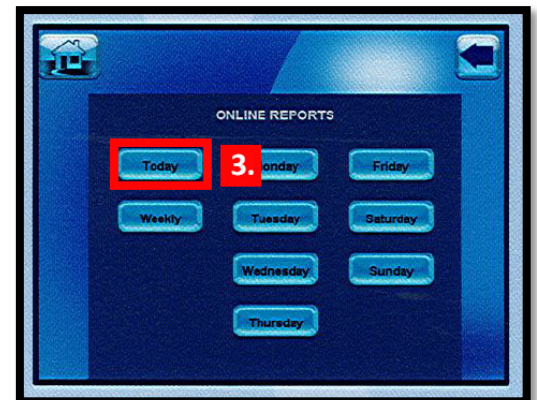 ONLINE REPORTS
Today 3. onday Friday
Weekly Tuesday Saturday
Wednesday Sunday
Thursday